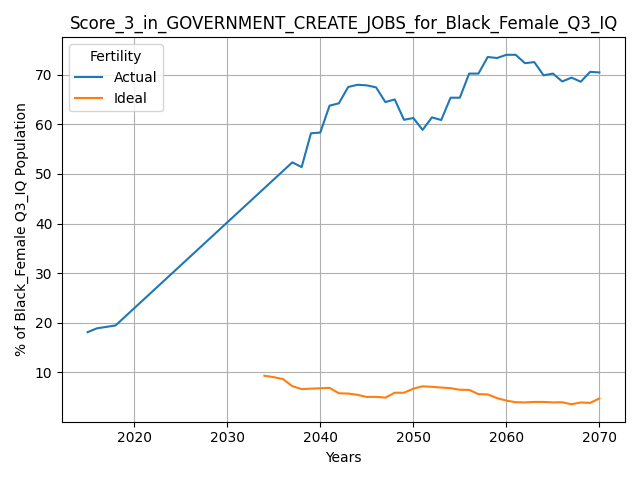 Score_3_in_GOVERNMENT_CREATE_JOBS_for_Black_Female_Q3_IQ
Fertility
Actual
Ideal
% of Black_Female Q3_IQ Population
70
60
50
40
30
20
10
2020 2030 2040 2050 2060 2070
Years